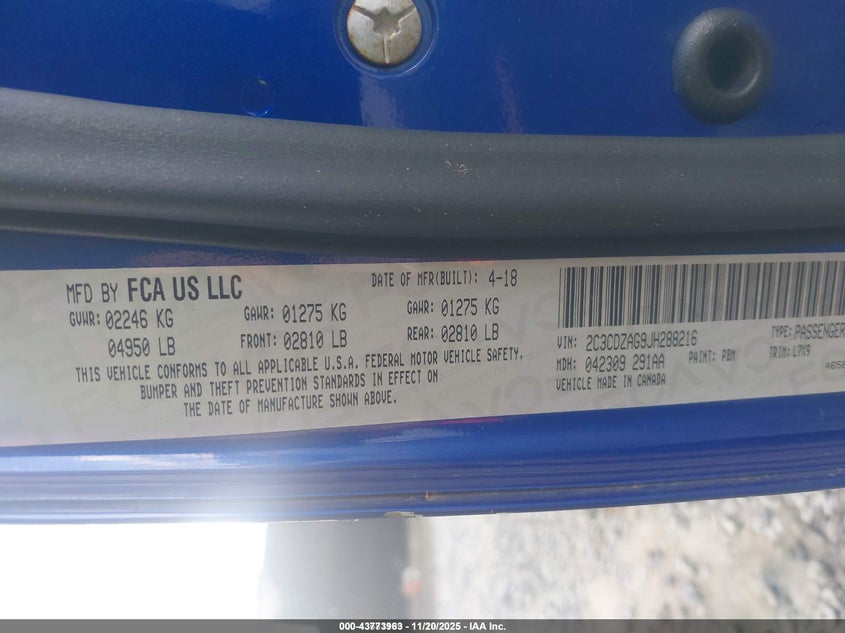 MFD BY FCA US LLC
DATE OF MFR(BUILT): 4-18
GVWR: 02246 KG
04950 LB
GAWR: 01275 KG
FRONT: 02810 LB
GAWR: 01275 KG
REAR: 02810 LB
THIS VEHICLE CONFORMS TO ALL APPLICABLE U.S.A. FEDERAL MOTOR VEHICLE SAFETY,
BUMPER AND THEFT PREVENTION STANDARDS IN EFFECT ON
THE DATE OF MANUFACTURE SHOWN ABOVE.
VIN: 2C3CDZAG9JH288216
TYPE: PASSENGER
MDH: 042309 291AA
PAINT: PBM
TRIM: L7X9
VEHICLE MADE IN CANADA
000-43773963 — 11/20/2025 — IAA Inc.